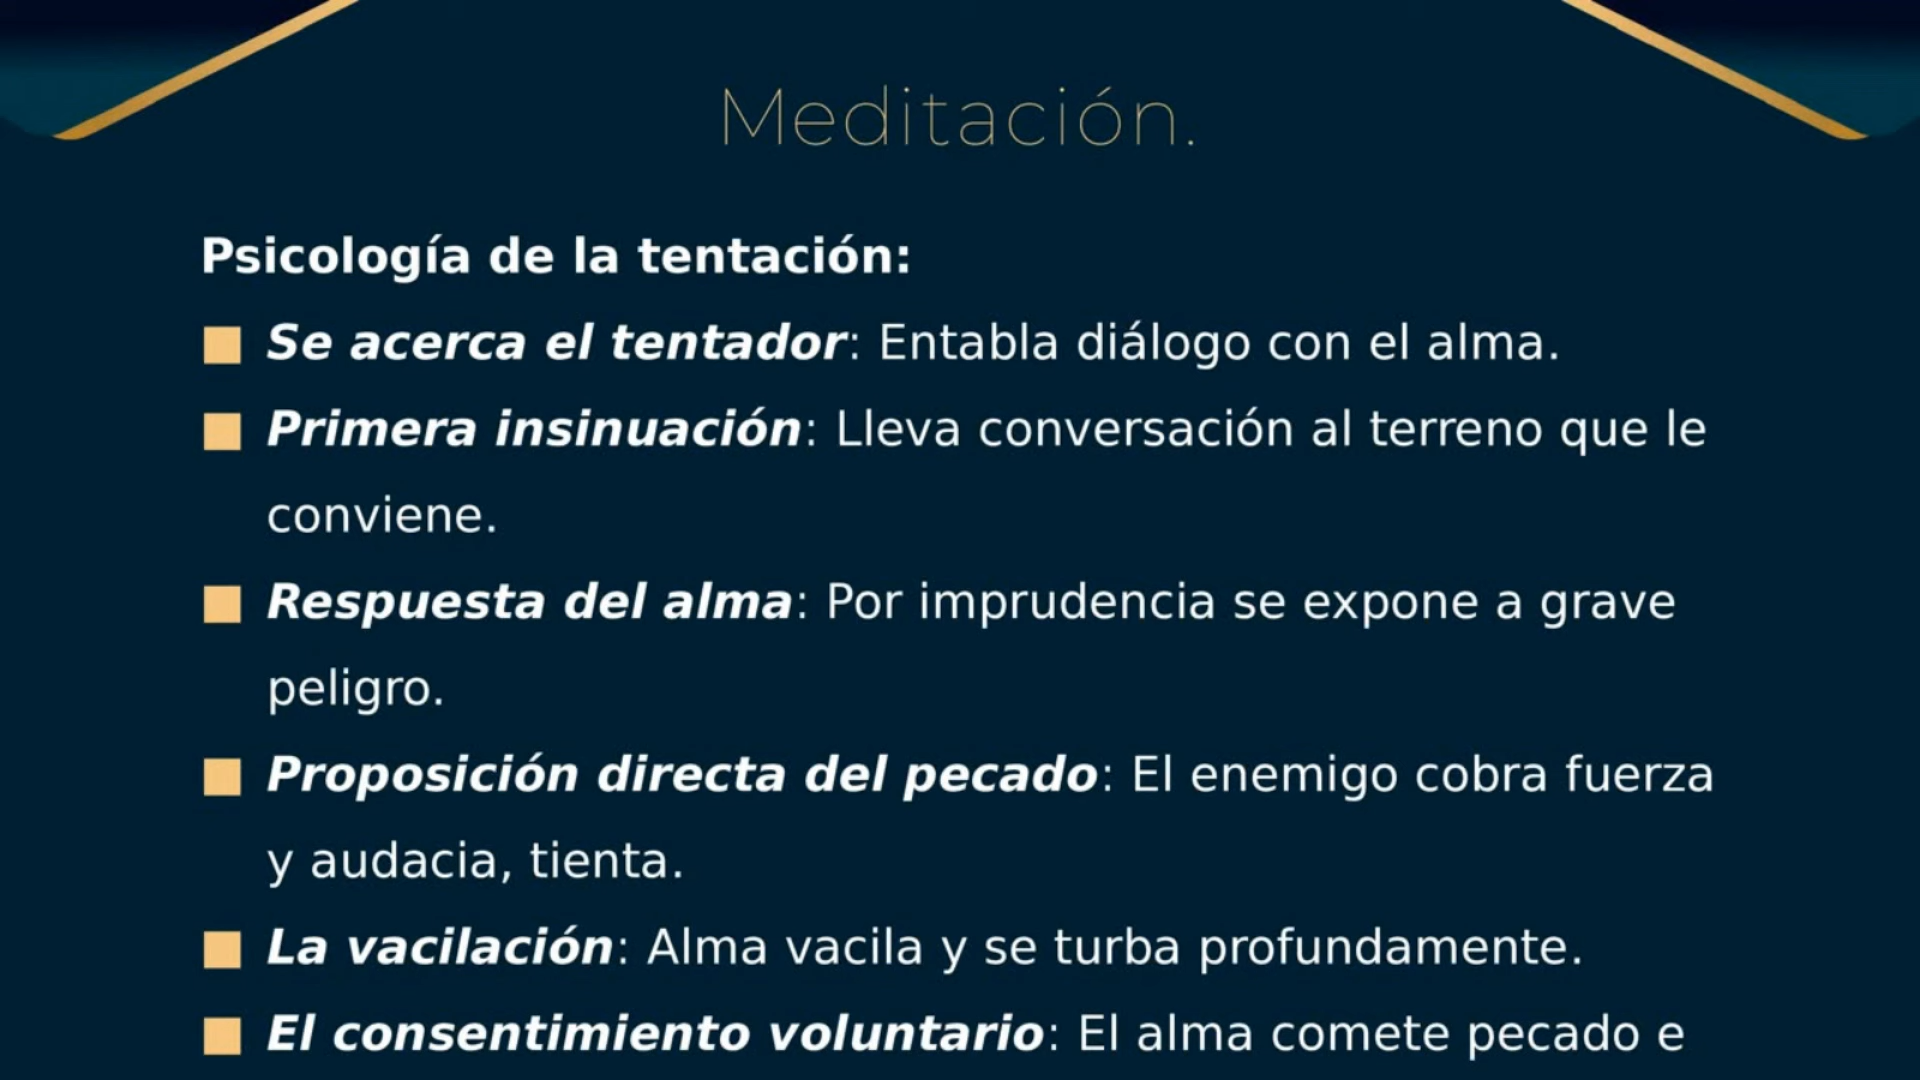 Meditación.
Psicología de la tentación:
Se acerca el tentador: Entabla diálogo con el alma.
Primera insinuación: Lleva conversación al terreno que le
conviene.
Respuesta del alma: Por imprudencia se expone a grave
peligro.
Proposición directa del pecado: El enemigo cobra fuerza
y audacia, tienta.
La vacilación: Alma vacila y se turba profundamente.
El consentimiento voluntario: El alma comete pecado e